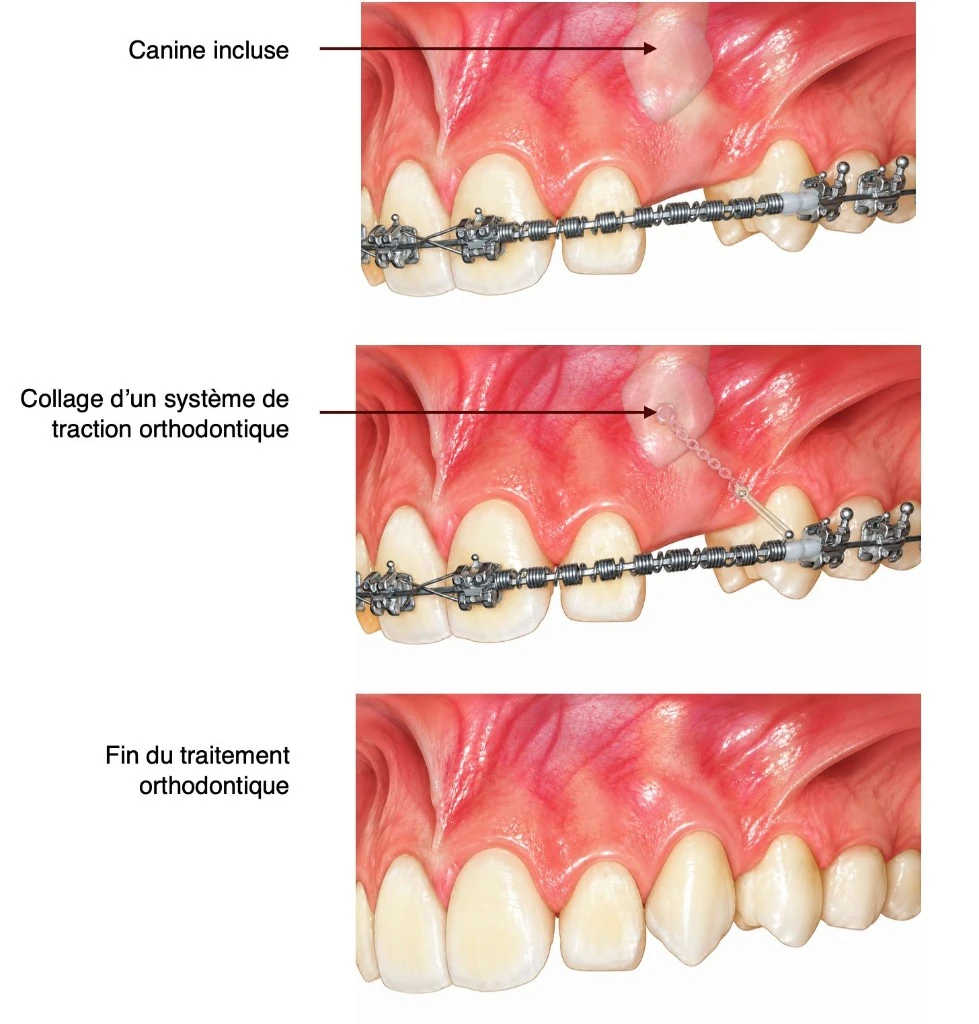 Canine incluse
Collage d’un système de
traction orthodontique
Fin du traitement
orthodontique